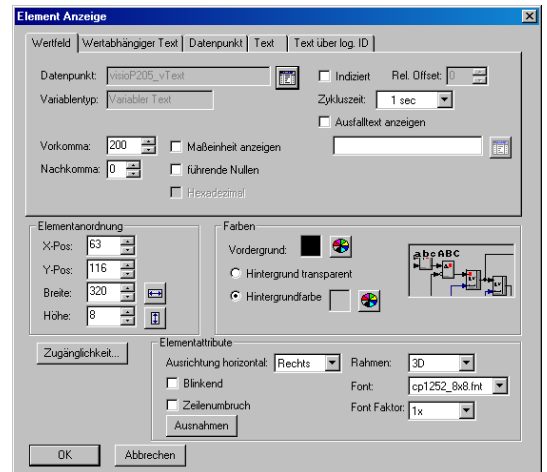 Element Anzeige
Wertfeld Wertabhängiger Text Datenpunkt Text Text über log. ID
Datenpunkt: visioP205_vText Indiziert Rel. Offset: 0
Variablentyp: Variabler Text Zykluszeit: 1 sec
Ausfalltext anzeigen
Vorkomma: 200 Maßeinheit anzeigen
Nachkomma: 0 führende Nullen
Hexadezimal
Elementanordnung Farben
X-Pos: 63 Vordergrund: abcABC
Y-Pos: 116 Hintergrund transparent
Breite: 320 Hintergrundfarbe
Höhe: 8
Zugänglichkeit... Elementattribute
Ausrichtung horizontal: Rechts Rahmen: 3D
Blinkend Font: cp1252_8x8.fnt
Zeilenumbruch Font Faktor: 1x
Ausnahmen
OK Abbrechen